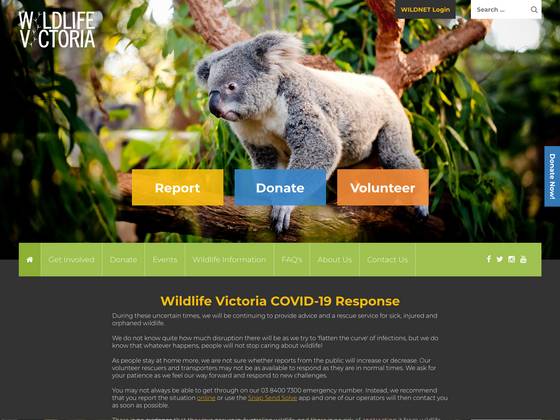 WILDLIFE
VICTORIA
WILDNET Login
Search ...
Report
Donate
Volunteer
Donate Now!
Get Involved
Donate
Events
Wildlife Information
FAQ's
About Us
Contact Us
Wildlife Victoria COVID-19 Response
During these uncertain times, we will be continuing to provide advice and a rescue service for sick, injured and
orphaned wildlife.
We do not know quite how much disruption there will be as we try to 'flatten the curve' of infections, but we do
know that whatever happens, people will not stop caring about wildlife!
As people stay at home more, we are not sure whether reports from the public will increase or decrease. Our
volunteer rescuers and transporters may not be as available to respond as they are in normal times. We ask for
your patience as we feel our way forward and respond to new challenges.
You may not always be able to get through on our 03 8400 7300 emergency number. Instead, we recommend
that you report the situation online or use the Snap Send Solve app and one of our operators will then contact you
as soon as possible.